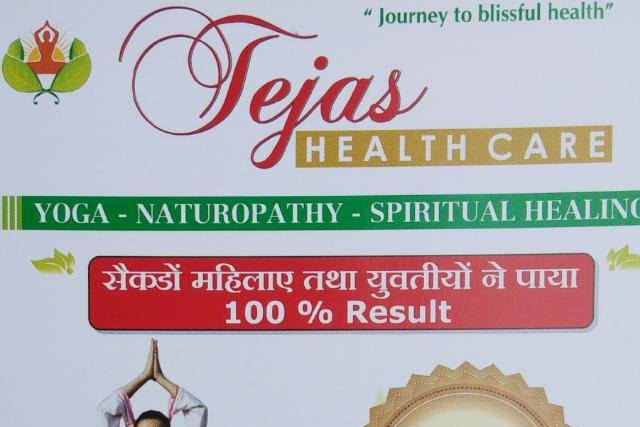 “ Journey to blissful health”
Tejas
HEALTH CARE
YOGA - NATUROPATHY - SPIRITUAL HEALING
सैकडों महिलाए तथा युवतीयों ने पाया
100 % Result